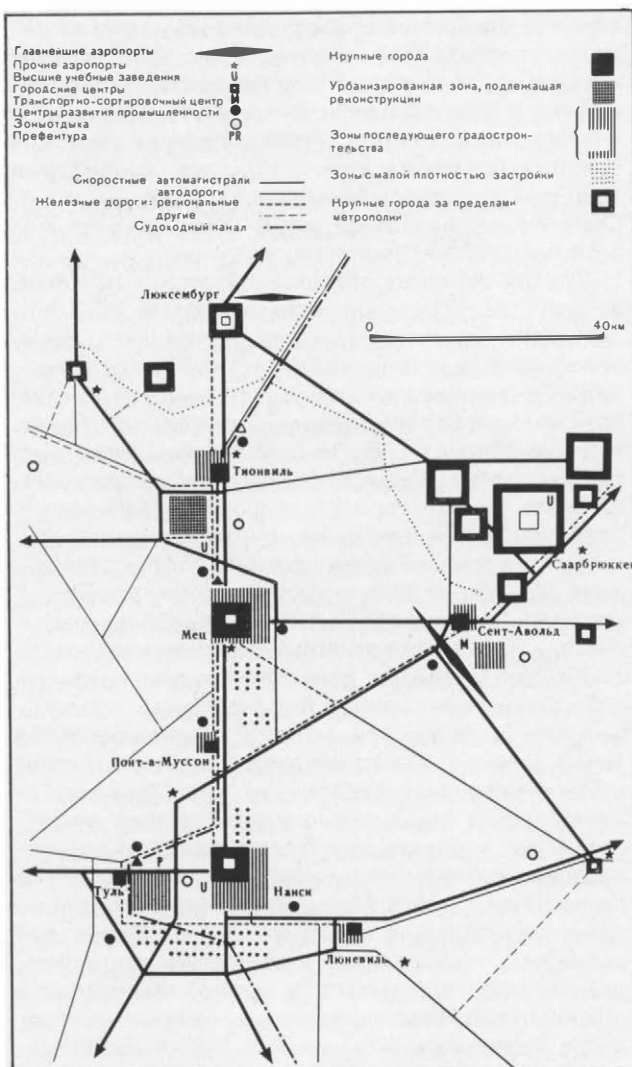 Главнейшие аэропорты
Прочие аэропорты
Высшие учебные заведения U
Городские центры
Транспортно-сортировочный центр
Центры развития промышленности
Зоны отдыха
Префектура PR
Скоростные автомагистрали
автодороги
Железные дороги: региональные
другие
Судоходный канал
Крупные города
Урбанизированная зона, подлежащая
реконструкции
Зоны последующего градострои-
тельства
Зоны с малой плотностью застройки
Крупные города за пределами
метрополии
Люксембург
0 40 км
Тионвиль
U
U
Саарбрюккен
Мец
Сент-Авольд
M
Понт-а-Муссон
P
Туль
U
Нанси
Люневиль